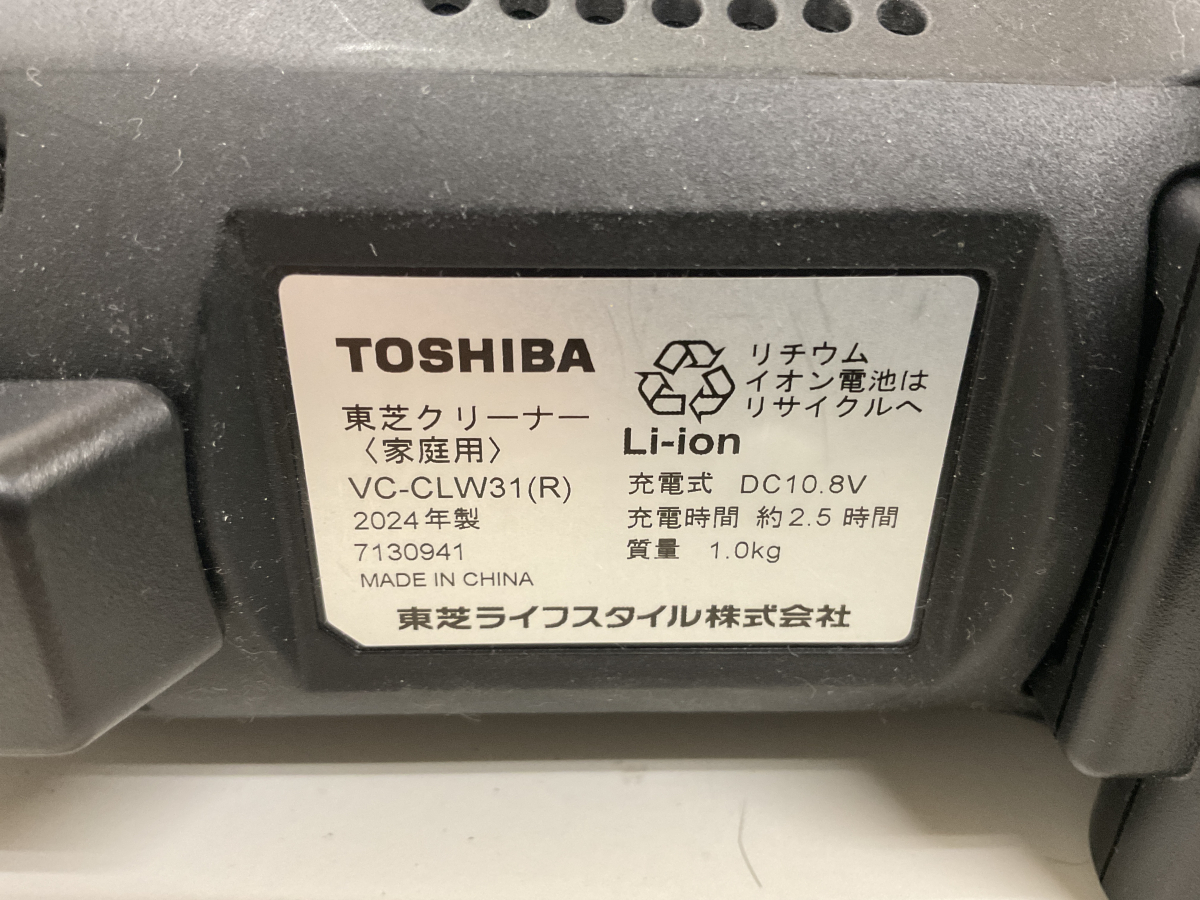 TOSHIBA
東芝クリーナー
〈家庭用〉
VC-CLW31(R)
2024年製
7130941
MADE IN CHINA
リチウム
イオン電池は
リサイクルへ
Li-ion
充電式 DC10.8V
充電時間 約2.5時間
質量 1.0kg
東芝ライフスタイル株式会社